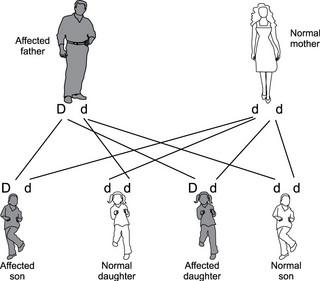 Affected
father
Normal
mother
D d
d d
D d
d d
D d
d d
Affected
son
Normal
daughter
Affected
daughter
Normal
son